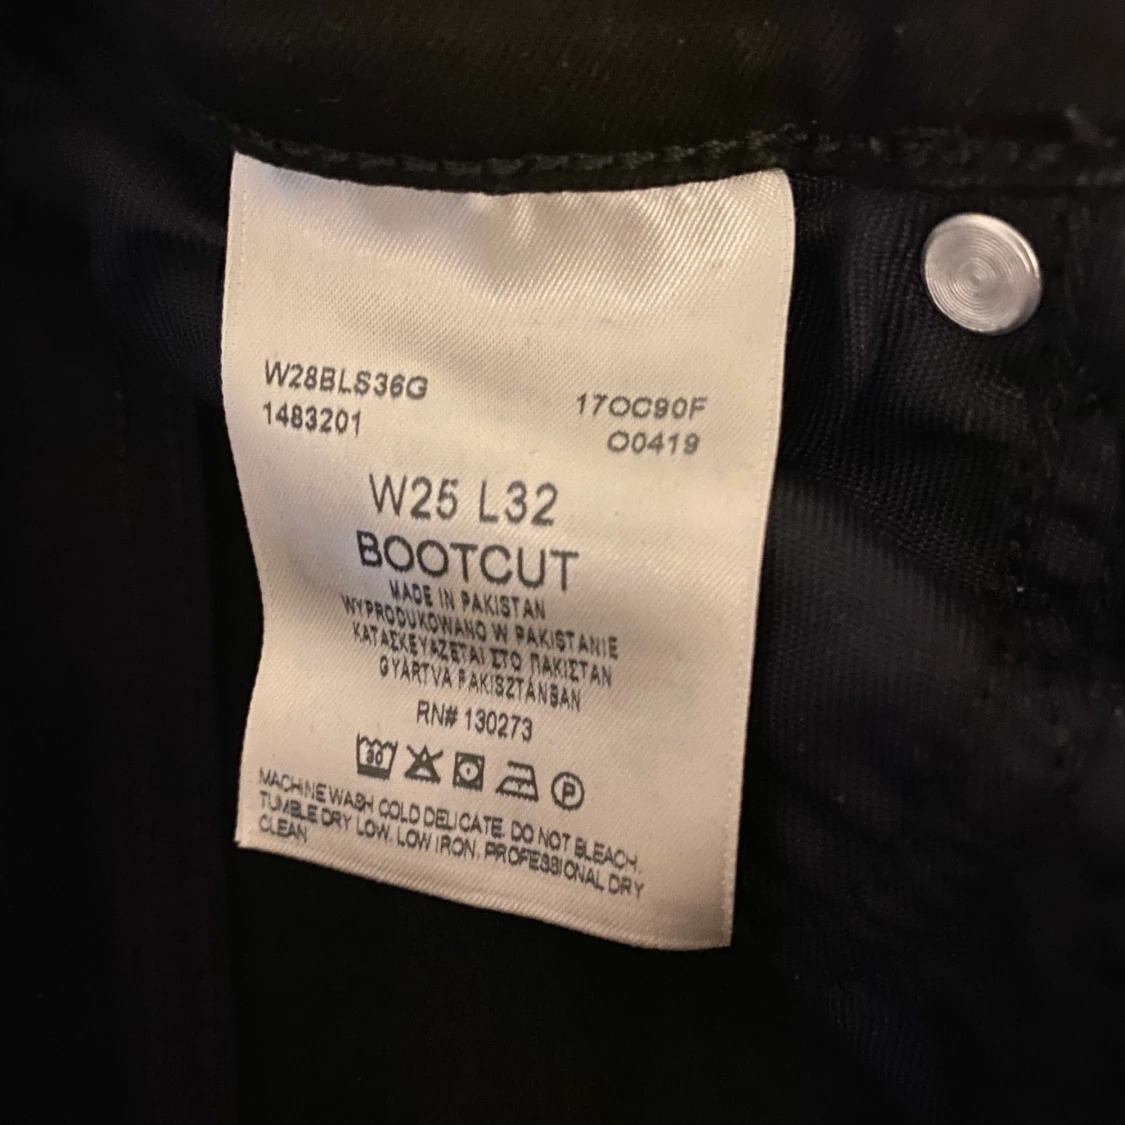 W28BLS36G
1483201
17OC90F
O0419
W25 L32
BOOTCUT
MADE IN PAKISTAN
WYPRODUKOWANO W PAKISTANIE
ΚΑΤΑΣΚΕΥΑΖΕΤΑΙ ΣΤΟ ΠΑΚΙΣΤΑΝ
GYÁRTVA PAKISZTÁNBAN
RN# 130273
30
P
MACHINE WASH COLD DELICATE. DO NOT BLEACH.
TUMBLE DRY LOW. LOW IRON. PROFESSIONAL DRY
CLEAN